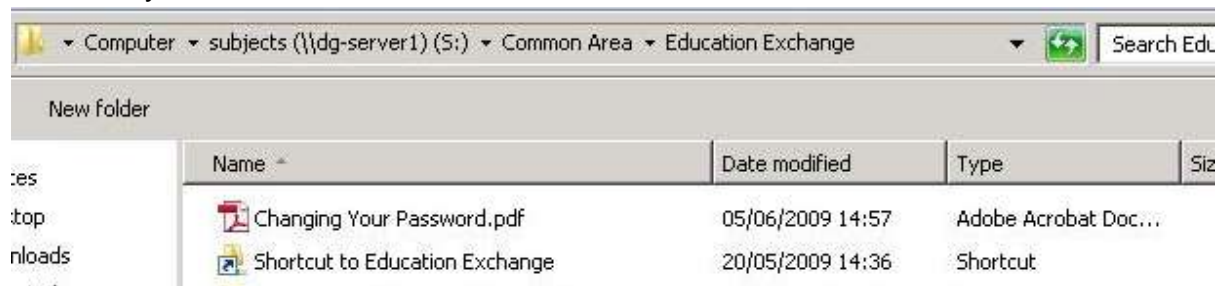 Computer subjects (\\dg-server1) (S:) Common Area Education Exchange Search Edu
New folder
Name Date modified Type Siz
ces
ktop Changing Your Password.pdf 05/06/2009 14:57 Adobe Acrobat Doc...
nloads Shortcut to Education Exchange 20/05/2009 14:36 Shortcut